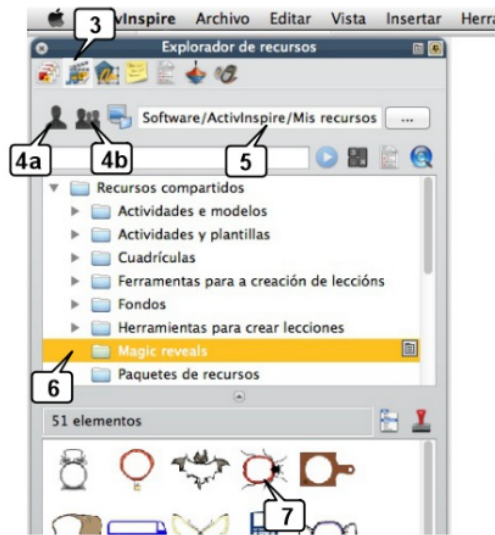 vInspire Archivo Editar Vista Insertar Herra
3
Explorador de recursos
Software/ActivInspire/Mis recursos ...
4a 4b 5
Recursos compartidos
Actividades e modelos
Actividades y plantillas
Cuadrículas
Ferramentas para a creación de leccións
Fondos
Herramientas para crear lecciones
Magic reveals
6
Paquetes de recursos
51 elementos
7